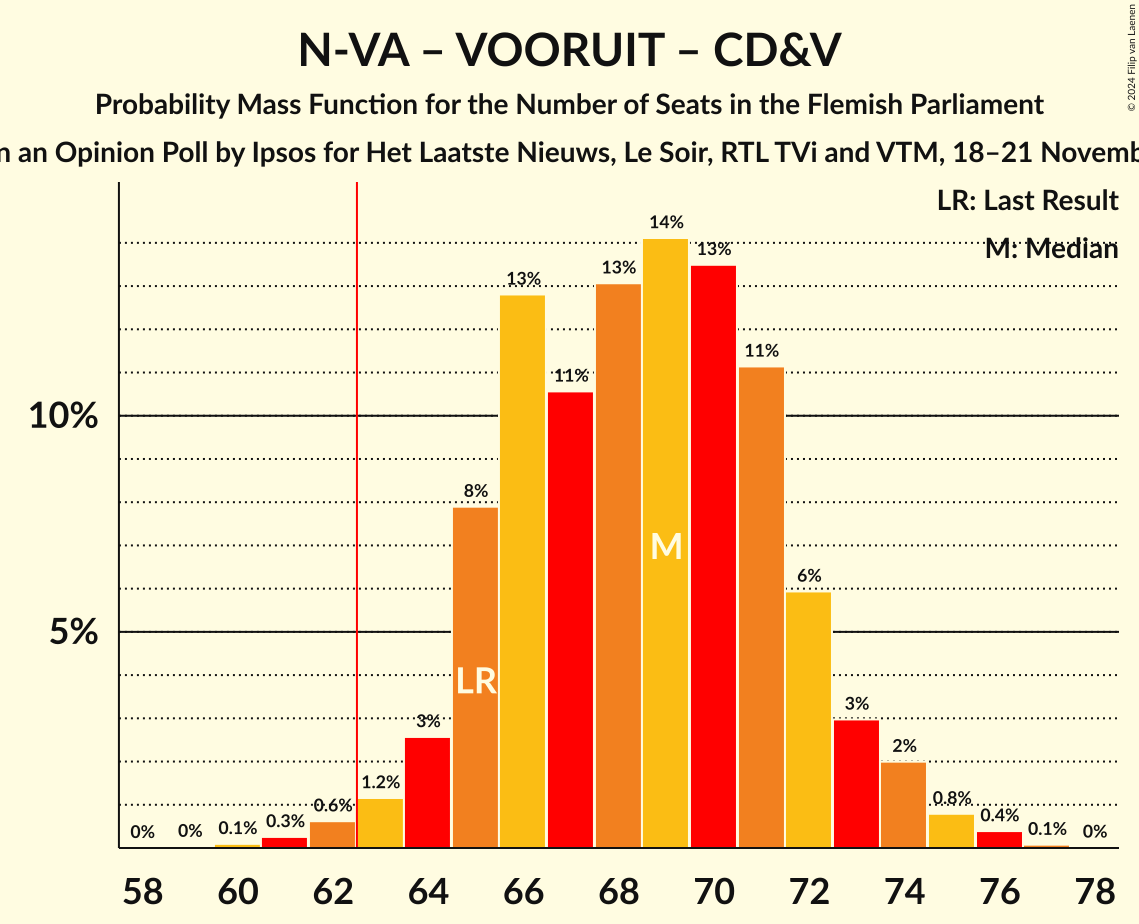 N-VA – VOORUIT – CD&V
Probability Mass Function for the Number of Seats in the Flemish Parliament
an Opinion Poll by Ipsos for Het Laatste Nieuws, Le Soir, RTL TVi and VTM, 18–21
© 2024 Filip van Laenen
LR: Last Result
M: Median
14%
13%
13%
13%
11%
11%
10%
8%
M
6%
5%
LR
3%
3%
2%
1.2%
0.6%
0.8%
0.3%
0.4%
0%
0%
0.1%
0.1%
0%
58 60 62 64 66 68 70 72 74 76 78